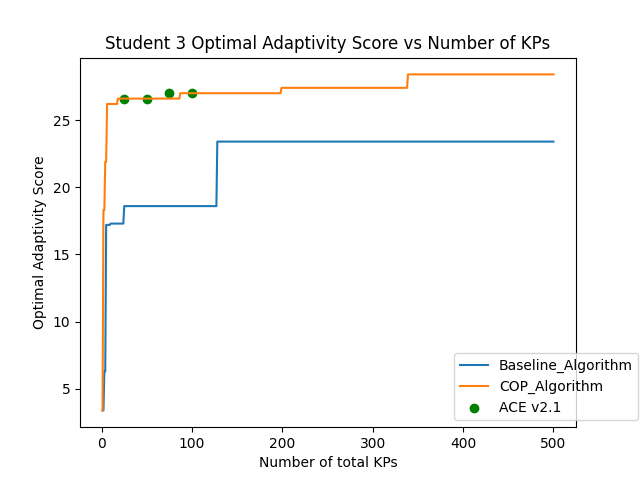 Student 3 Optimal Adaptivity Score vs Number of KPs
Optimal Adaptivity Score
25
20
15
10
5
0
100
200
300
400
500
Number of total KPs
Baseline_Algorithm
COP_Algorithm
ACE v2.1